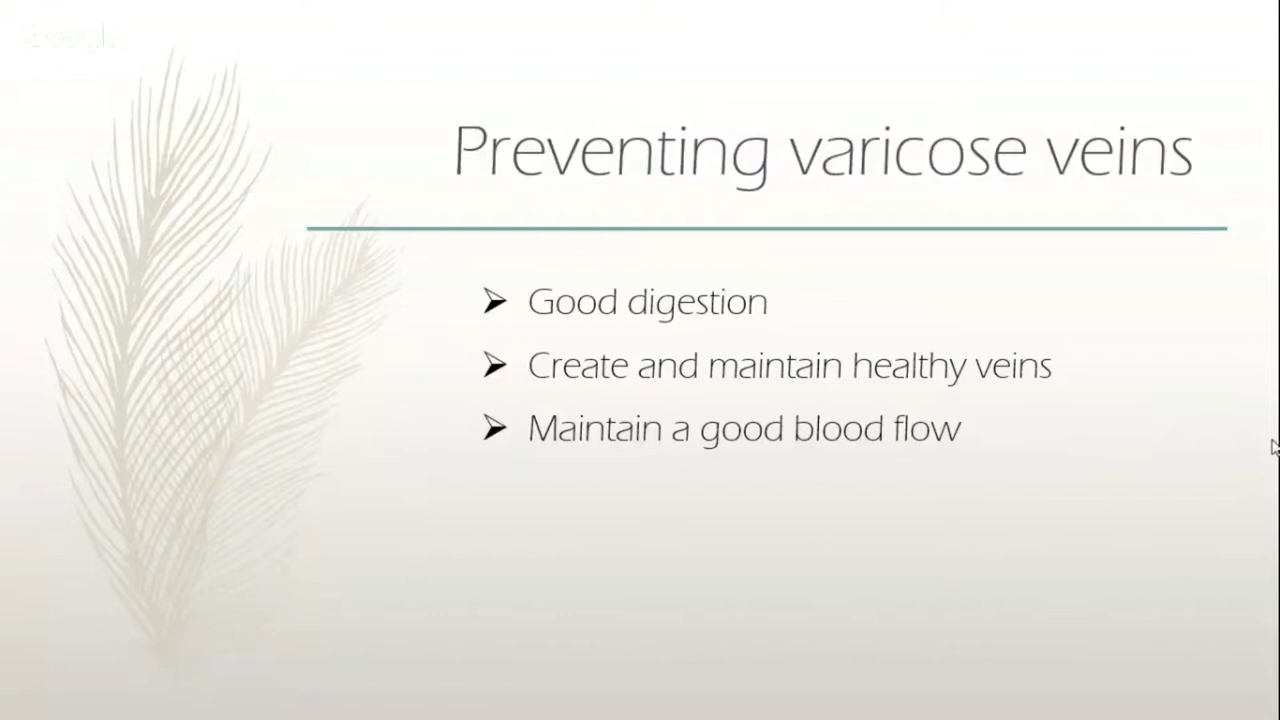 Preventing varicose veins
Good digestion
Create and maintain healthy veins
Maintain a good blood flow